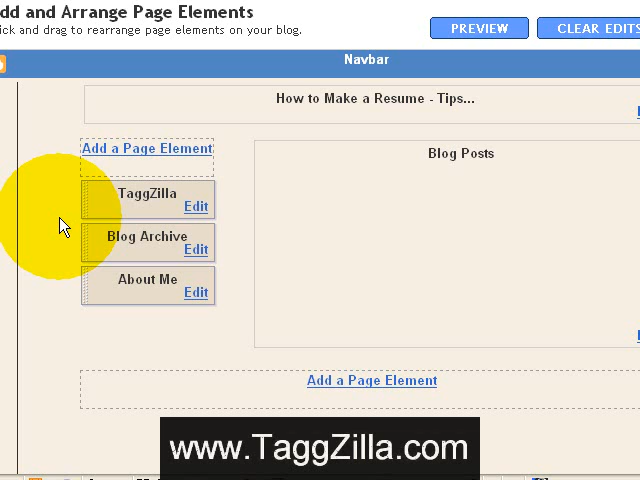 dd and Arrange Page Elements
ick and drag to rearrange page elements on your blog.
PREVIEW
CLEAR EDITS
Navbar
How to Make a Resume - Tips...
Add a Page Element
Blog Posts
TaggZilla
Edit
Blog Archive
Edit
About Me
Edit
Add a Page Element
www.TaggZilla.com